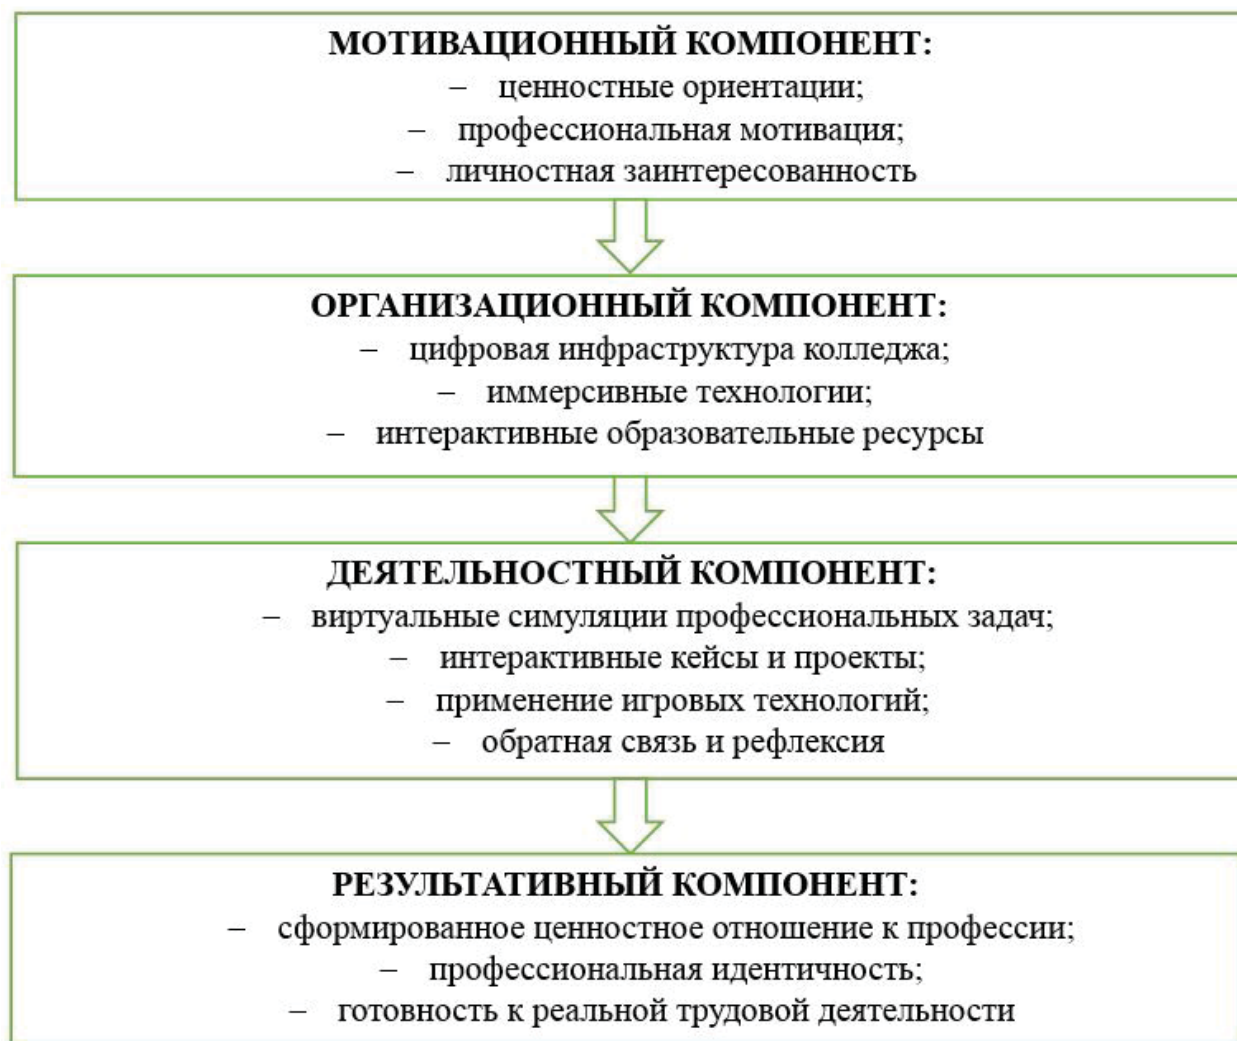 МОТИВАЦИОННЫЙ КОМПОНЕНТ:
– ценностные ориентации;
– профессиональная мотивация;
– личностная заинтересованность
ОРГАНИЗАЦИОННЫЙ КОМПОНЕНТ:
– цифровая инфраструктура колледжа;
– иммерсивные технологии;
– интерактивные образовательные ресурсы
ДЕЯТЕЛЬНОСТНЫЙ КОМПОНЕНТ:
– виртуальные симуляции профессиональных задач;
– интерактивные кейсы и проекты;
– применение игровых технологий;
– обратная связь и рефлексия
РЕЗУЛЬТАТИВНЫЙ КОМПОНЕНТ:
– сформированное ценностное отношение к профессии;
– профессиональная идентичность;
– готовность к реальной трудовой деятельности